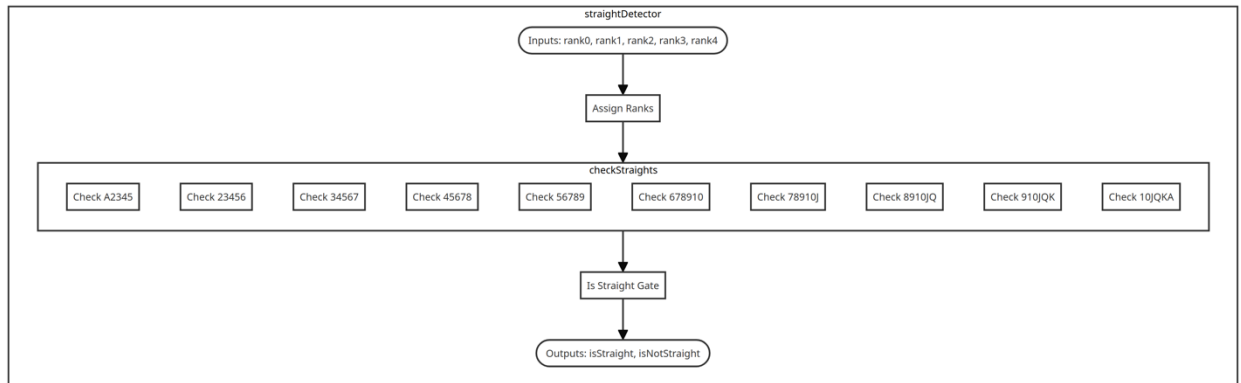 straightDetector
Inputs: rank0, rank1, rank2, rank3, rank4
Assign Ranks
checkStraights
Check A2345
Check 23456
Check 34567
Check 45678
Check 56789
Check 678910
Check 78910J
Check 8910JQ
Check 910JQK
Check 10JQKA
Is Straight Gate
Outputs: isStraight, isNotStraight